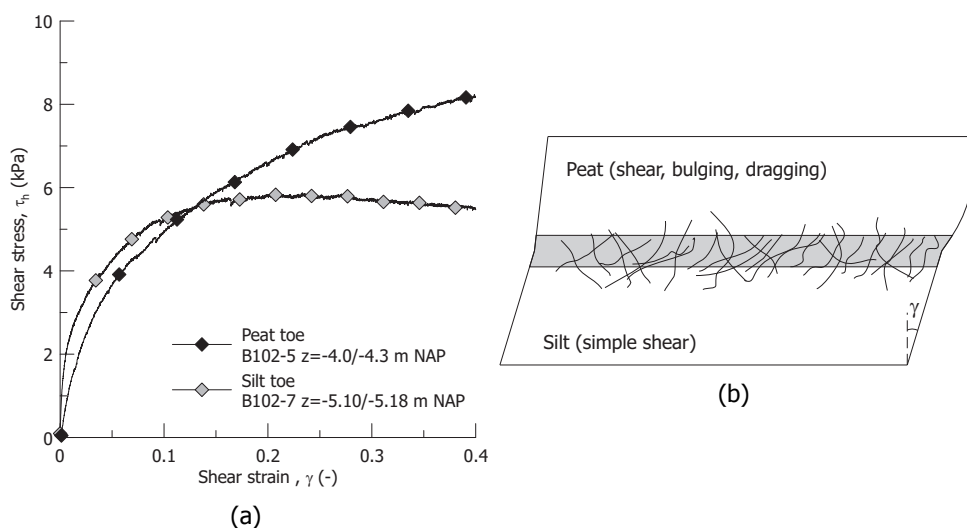 10
8
6
4
2
0
Shear stress, τh (kPa)
0
0.1
0.2
0.3
0.4
Shear strain , γ (-)
Peat toe
B102-5 z=-4.0/-4.3 m NAP
Silt toe
B102-7 z=-5.10/-5.18 m NAP
(a)
Peat (shear, bulging, dragging)
γ
Silt (simple shear)
(b)